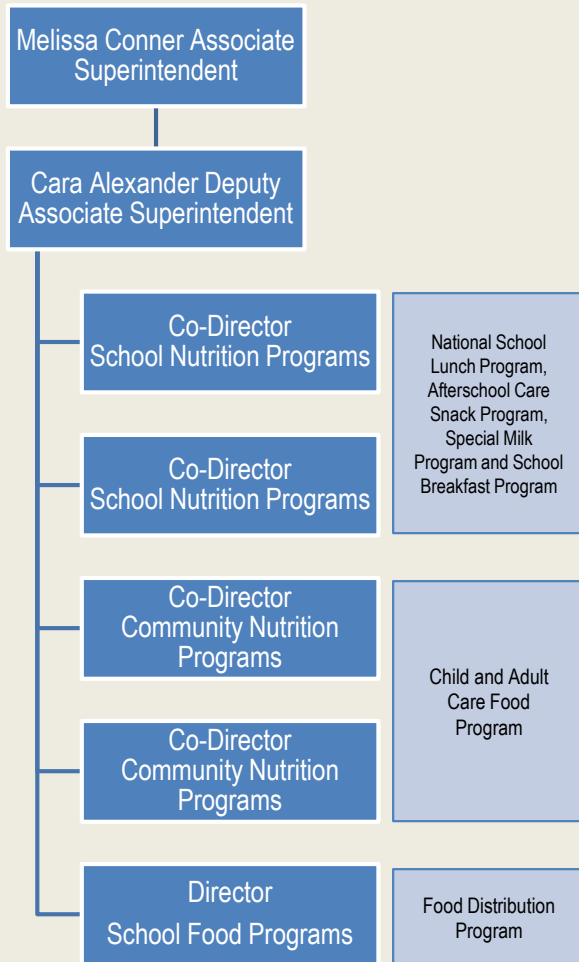 Melissa Conner Associate
Superintendent
Cara Alexander Deputy
Associate Superintendent
Co-Director
School Nutrition Programs
National School
Lunch Program,
Afterschool Care
Snack Program,
Special Milk
Program and School
Breakfast Program
Co-Director
School Nutrition Programs
Co-Director
Community Nutrition
Programs
Child and Adult
Care Food
Program
Co-Director
Community Nutrition
Programs
Director
School Food Programs
Food Distribution
Program